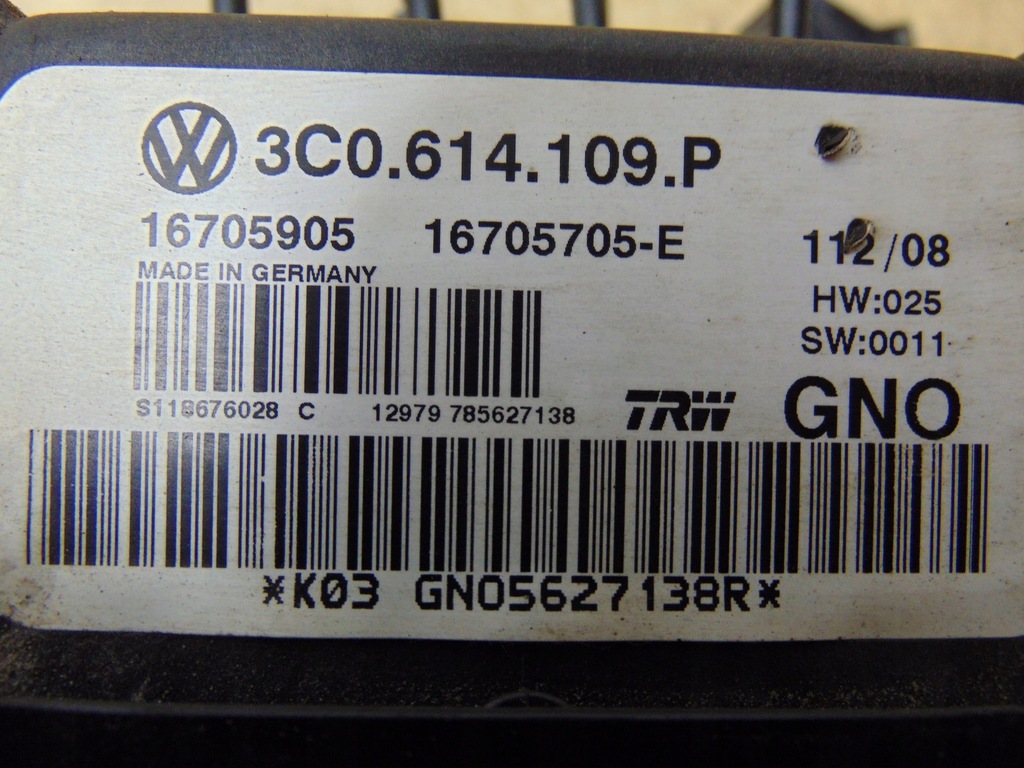 3C0.614.109.P
16705905 16705705-E 112/08
MADE IN GERMANY
HW:025
SW:0011
S118676028 C 12979 785627138 TRW GNO
*K03 GNO5627138R*